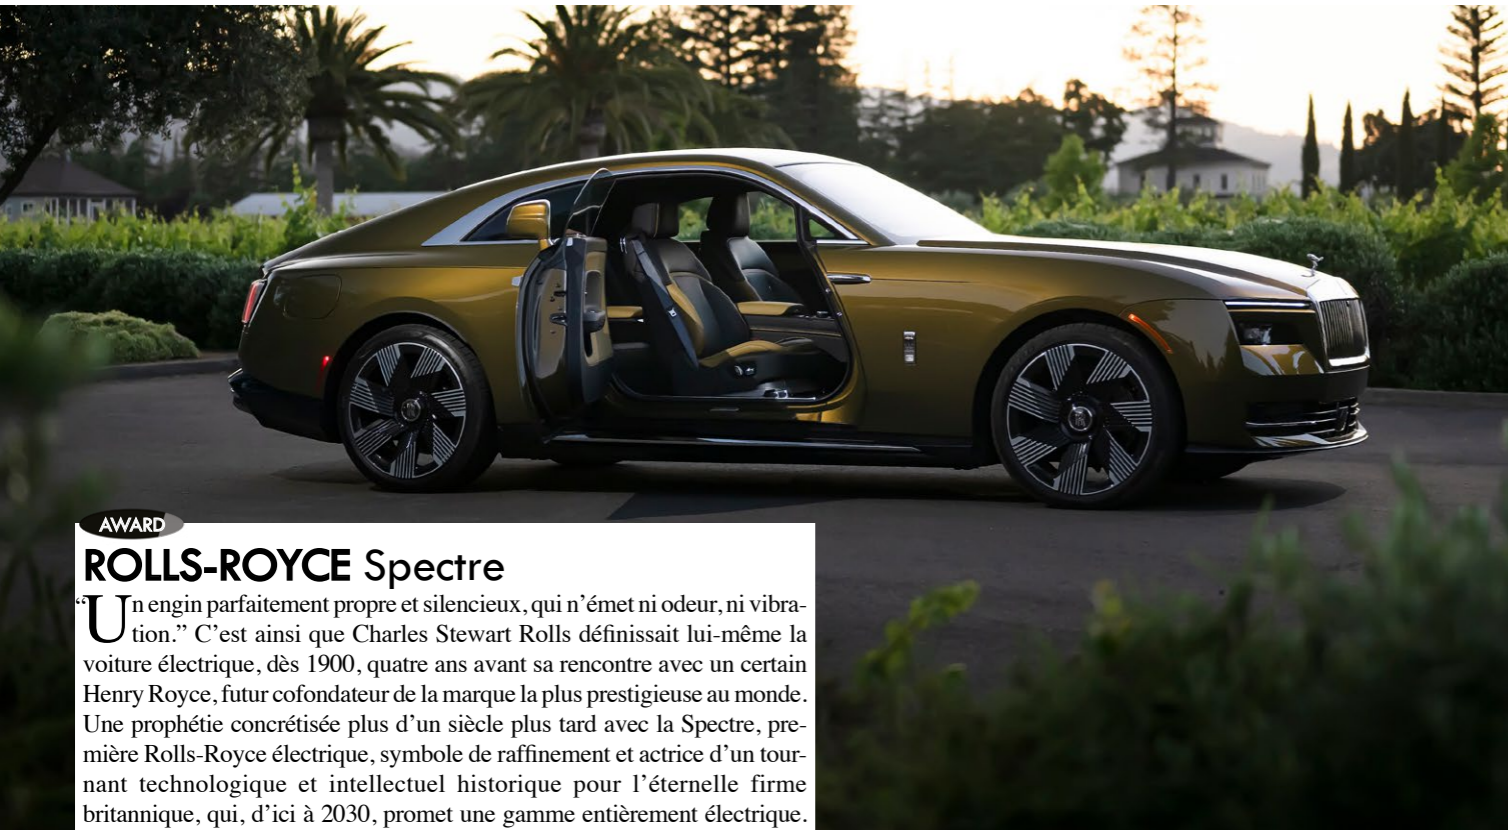 AWARD
ROLLS-ROYCE Spectre
“Un engin parfaitement propre et silencieux, qui n’émet ni odeur, ni vibra-
tion.” C’est ainsi que Charles Stewart Rolls définissait lui-même la
voiture électrique, dès 1900, quatre ans avant sa rencontre avec un certain
Henry Royce, futur cofondateur de la marque la plus prestigieuse au monde.
Une prophétie concrétisée plus d’un siècle plus tard avec la Spectre, pre-
mière Rolls-Royce électrique, symbole de raffinement et actrice d’un tour-
nant technologique et intellectuel historique pour l’éternelle firme
britannique, qui, d’ici à 2030, promet une gamme entièrement électrique.